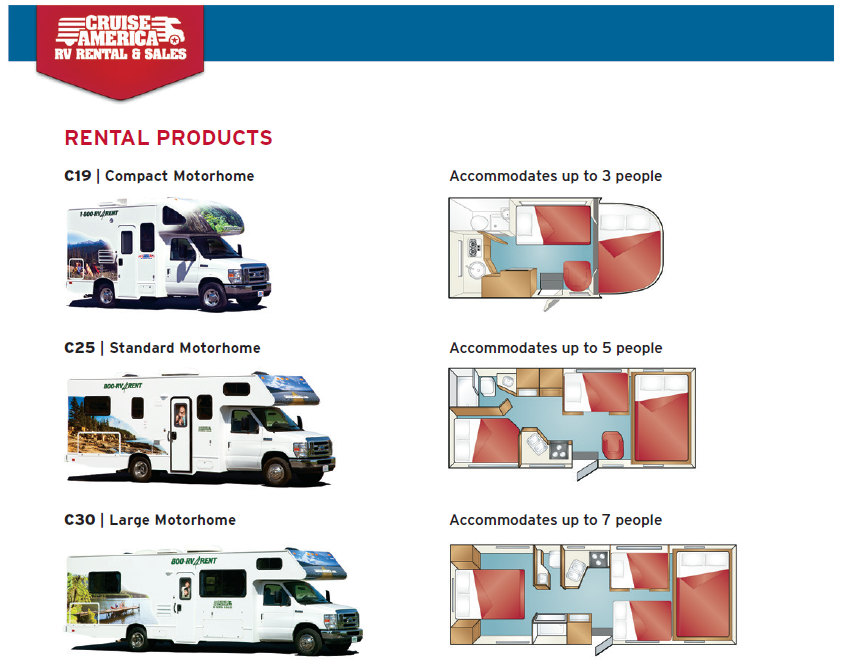 CRUISE
AMERICA
RV RENTAL & SALES
RENTAL PRODUCTS
C19 | Compact Motorhome
Accommodates up to 3 people
1-800-RV4RENT
C25 | Standard Motorhome
Accommodates up to 5 people
800-RV4RENT
C30 | Large Motorhome
Accommodates up to 7 people
800-RV4RENT